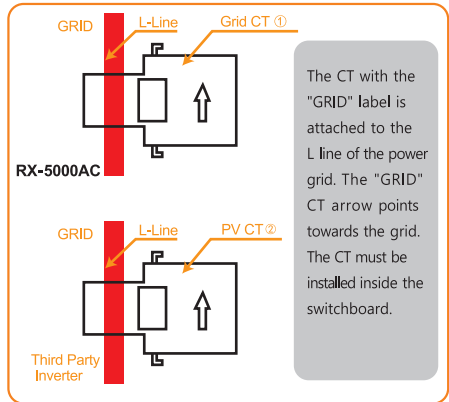 GRID L-Line Grid CT ①
RX-5000AC
GRID L-Line PV CT②
Third Party
Inverter
The CT with the
"GRID" label is
attached to the
L line of the power
grid. The "GRID"
CT arrow points
towards the grid.
The CT must be
installed inside the
switchboard.